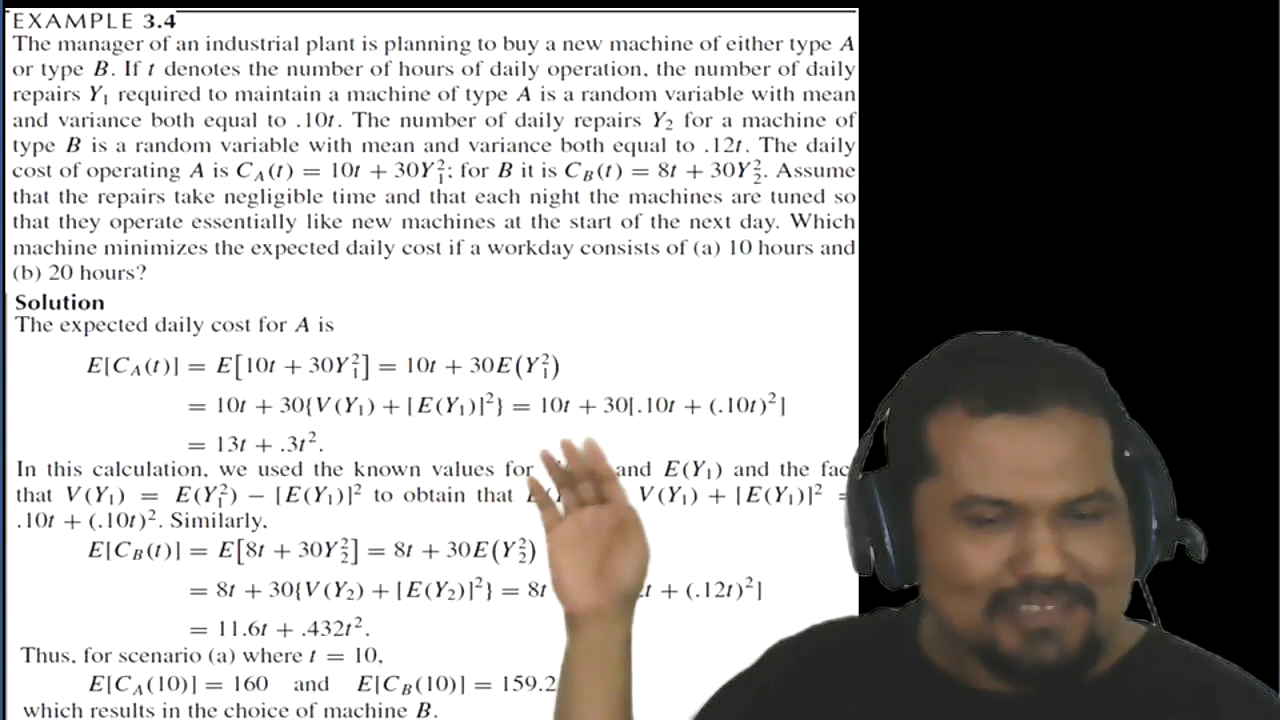 EXAMPLE 3.4
The manager of an industrial plant is planning to buy a new machine of either type A
or type B. If t denotes the number of hours of daily operation, the number of daily
repairs Y₁ required to maintain a machine of type A is a random variable with mean
and variance both equal to .10t. The number of daily repairs Y₂ for a machine of
type B is a random variable with mean and variance both equal to .12t. The daily
cost of operating A is C_A(t) = 10t + 30Y₁²; for B it is C_B(t) = 8t + 30Y₂². Assume
that the repairs take negligible time and that each night the machines are tuned so
that they operate essentially like new machines at the start of the next day. Which
machine minimizes the expected daily cost if a workday consists of (a) 10 hours and
(b) 20 hours?
Solution
The expected daily cost for A is
E[C_A(t)] = E[10t + 30Y₁²] = 10t + 30E(Y₁²)
= 10t + 30{V(Y₁) + [E(Y₁)]²} = 10t + 30[.10t + (.10t)²]
= 13t + .3t².
In this calculation, we used the known values for and E(Y₁) and the fac
that V(Y₁) = E(Y₁²) − [E(Y₁)]² to obtain that V(Y₁) + [E(Y₁)]² =
.10t + (.10t)². Similarly,
E[C_B(t)] = E[8t + 30Y₂²] = 8t + 30E(Y₂²)
= 8t + 30{V(Y₂) + [E(Y₂)]²} = 8t t + (.12t)²]
= 11.6t + .432t².
Thus, for scenario (a) where t = 10,
E[C_A(10)] = 160 and E[C_B(10)] = 159.2
which results in the choice of machine B.